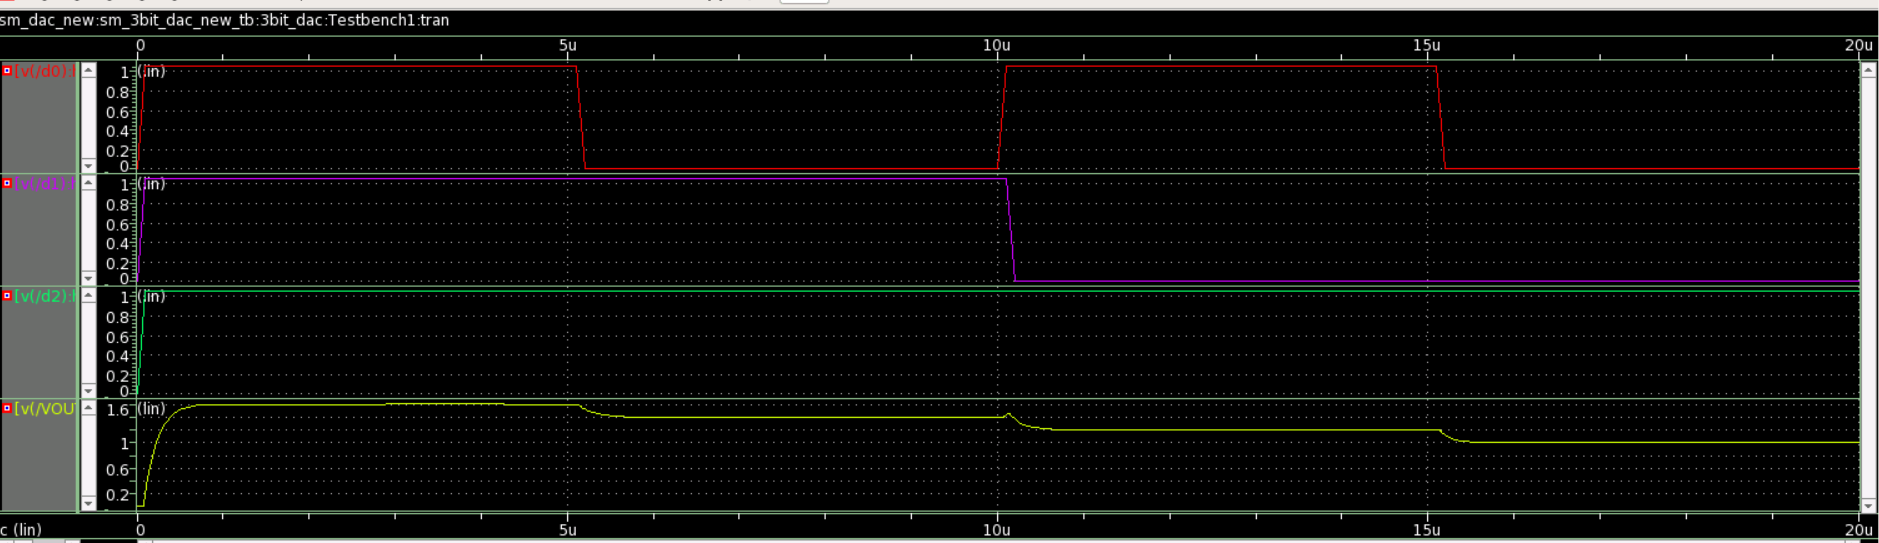 sm_dac_new:sm_3bit_dac_new_tb:3bit_dac:Testbench1:tran
0 5u 10u 15u 20u
[v(/d0):
1 (lin)
0.8
0.6
0.4
0.2
0
[v(/d1):
1 (lin)
0.8
0.6
0.4
0.2
0
[v(/d2):
1 (lin)
0.8
0.6
0.4
0.2
0
[v(/VOU
1.6 (lin)
1
0.6
0.2
c (lin) 0 5u 10u 15u 20u